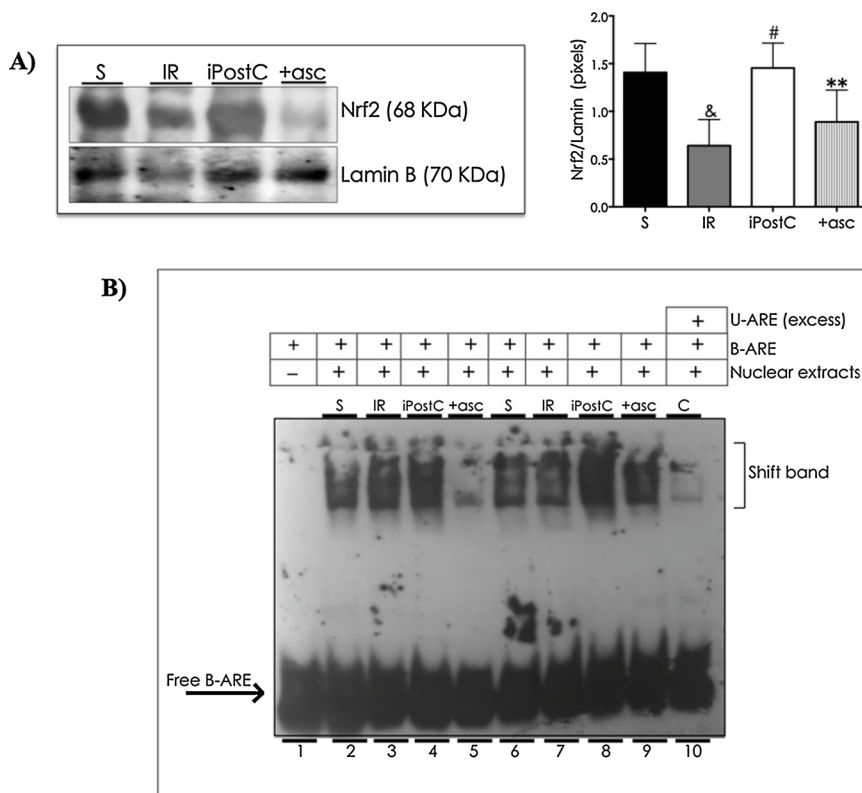 A)
S IR iPostC +asc
Nrf2 (68 KDa)
Lamin B (70 KDa)
Nrf2/Lamin (pixels)
2.0
1.5
1.0
0.5
0.0
& # **
S IR iPostC +asc
B)
+ U-ARE (excess)
+ + + + + + + + + + B-ARE
– + + + + + + + + + Nuclear extracts
S IR iPostC +asc S IR iPostC +asc C
Shift band
Free B-ARE
1 2 3 4 5 6 7 8 9 10